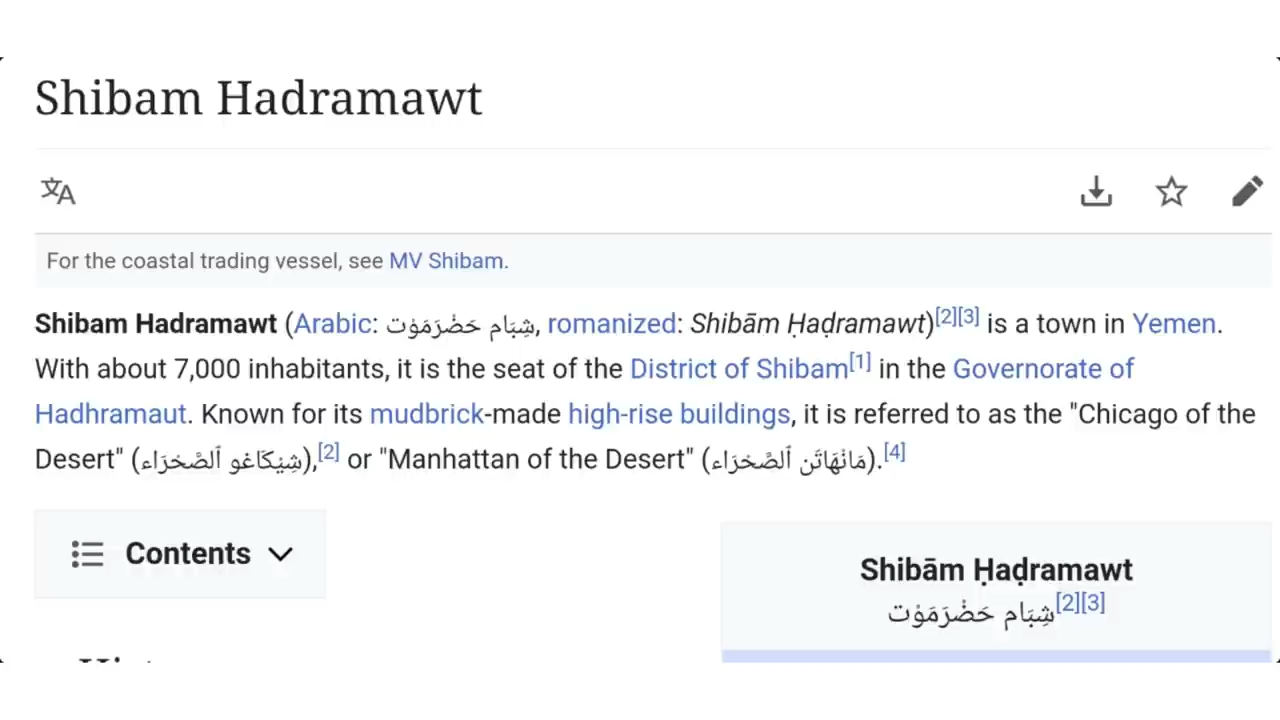 Shibam Hadramawt
文A
For the coastal trading vessel, see MV Shibam.
Shibam Hadramawt (Arabic: شِبَام حَضْرَمَوْت, romanized: Shibām Ḥaḍramawt)[2][3] is a town in Yemen.
With about 7,000 inhabitants, it is the seat of the District of Shibam[1] in the Governorate of
Hadhramaut. Known for its mudbrick-made high-rise buildings, it is referred to as the "Chicago of the
Desert" (شِيْكَاغو ٱلصَّحْرَاء),[2] or "Manhattan of the Desert" (مَانْهَاتَن ٱلصَّحْرَاء).[4]
Contents
Shibām Ḥaḍramawt
شِبَام حَضْرَمَوْت[2][3]